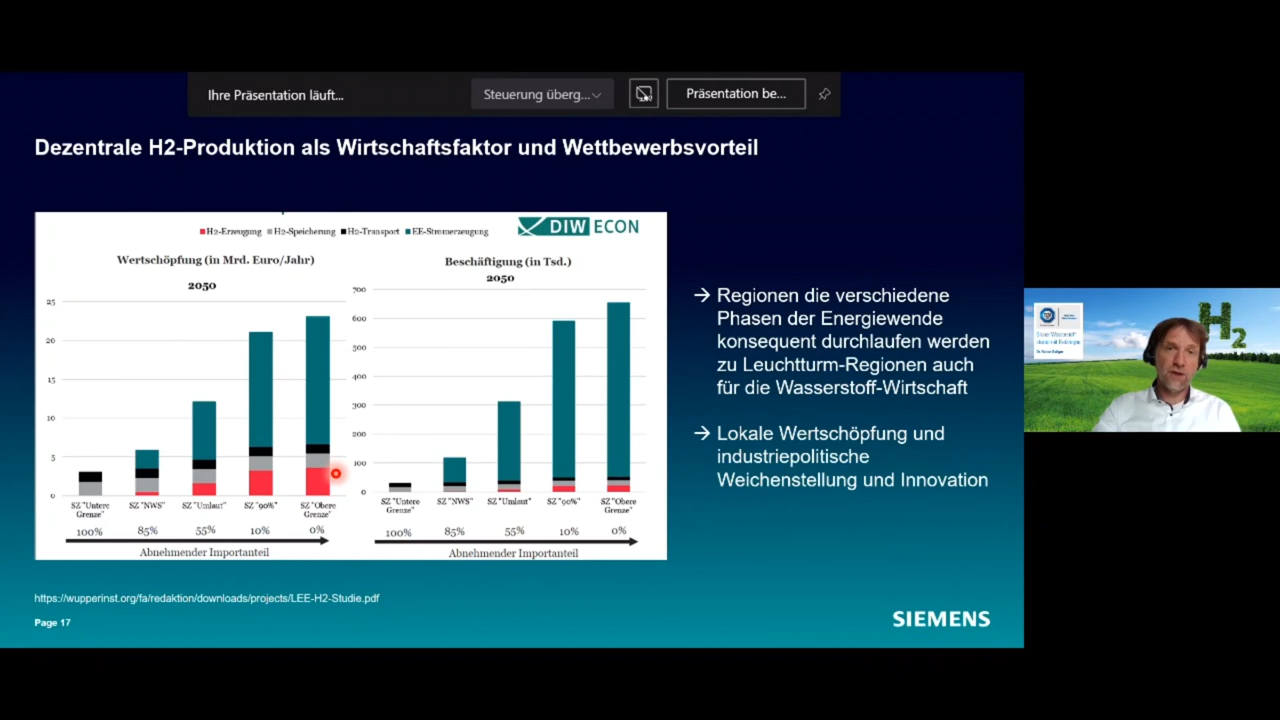 Ihre Präsentation läuft...
Steuerung überg...
Präsentation be...
Dezentrale H2-Produktion als Wirtschaftsfaktor und Wettbewerbsvorteil
H2-Erzeugung H2-Speicherung H2-Transport EE-Stromerzeugung
DIW ECON
Wertschöpfung (in Mrd. Euro/Jahr)
2050
25
20
15
10
5
0
SZ "Untere Grenze" SZ "NWS" SZ "Umlaut" SZ "90%" SZ "Obere Grenze"
100% 85% 55% 10% 0%
Abnehmender Importanteil
Beschäftigung (in Tsd.)
2050
700
600
500
400
300
200
100
0
SZ "Untere Grenze" SZ "NWS" SZ "Umlaut" SZ "90%" SZ "Obere Grenze"
100% 85% 55% 10% 0%
Abnehmender Importanteil
→ Regionen die verschiedene
Phasen der Energiewende
konsequent durchlaufen werden
zu Leuchtturm-Regionen auch
für die Wasserstoff-Wirtschaft
→ Lokale Wertschöpfung und
industriepolitische
Weichenstellung und Innovation
https://wupperinst.org/fa/redaktion/downloads/projects/LEE-H2-Studie.pdf
Page 17
SIEMENS
H2